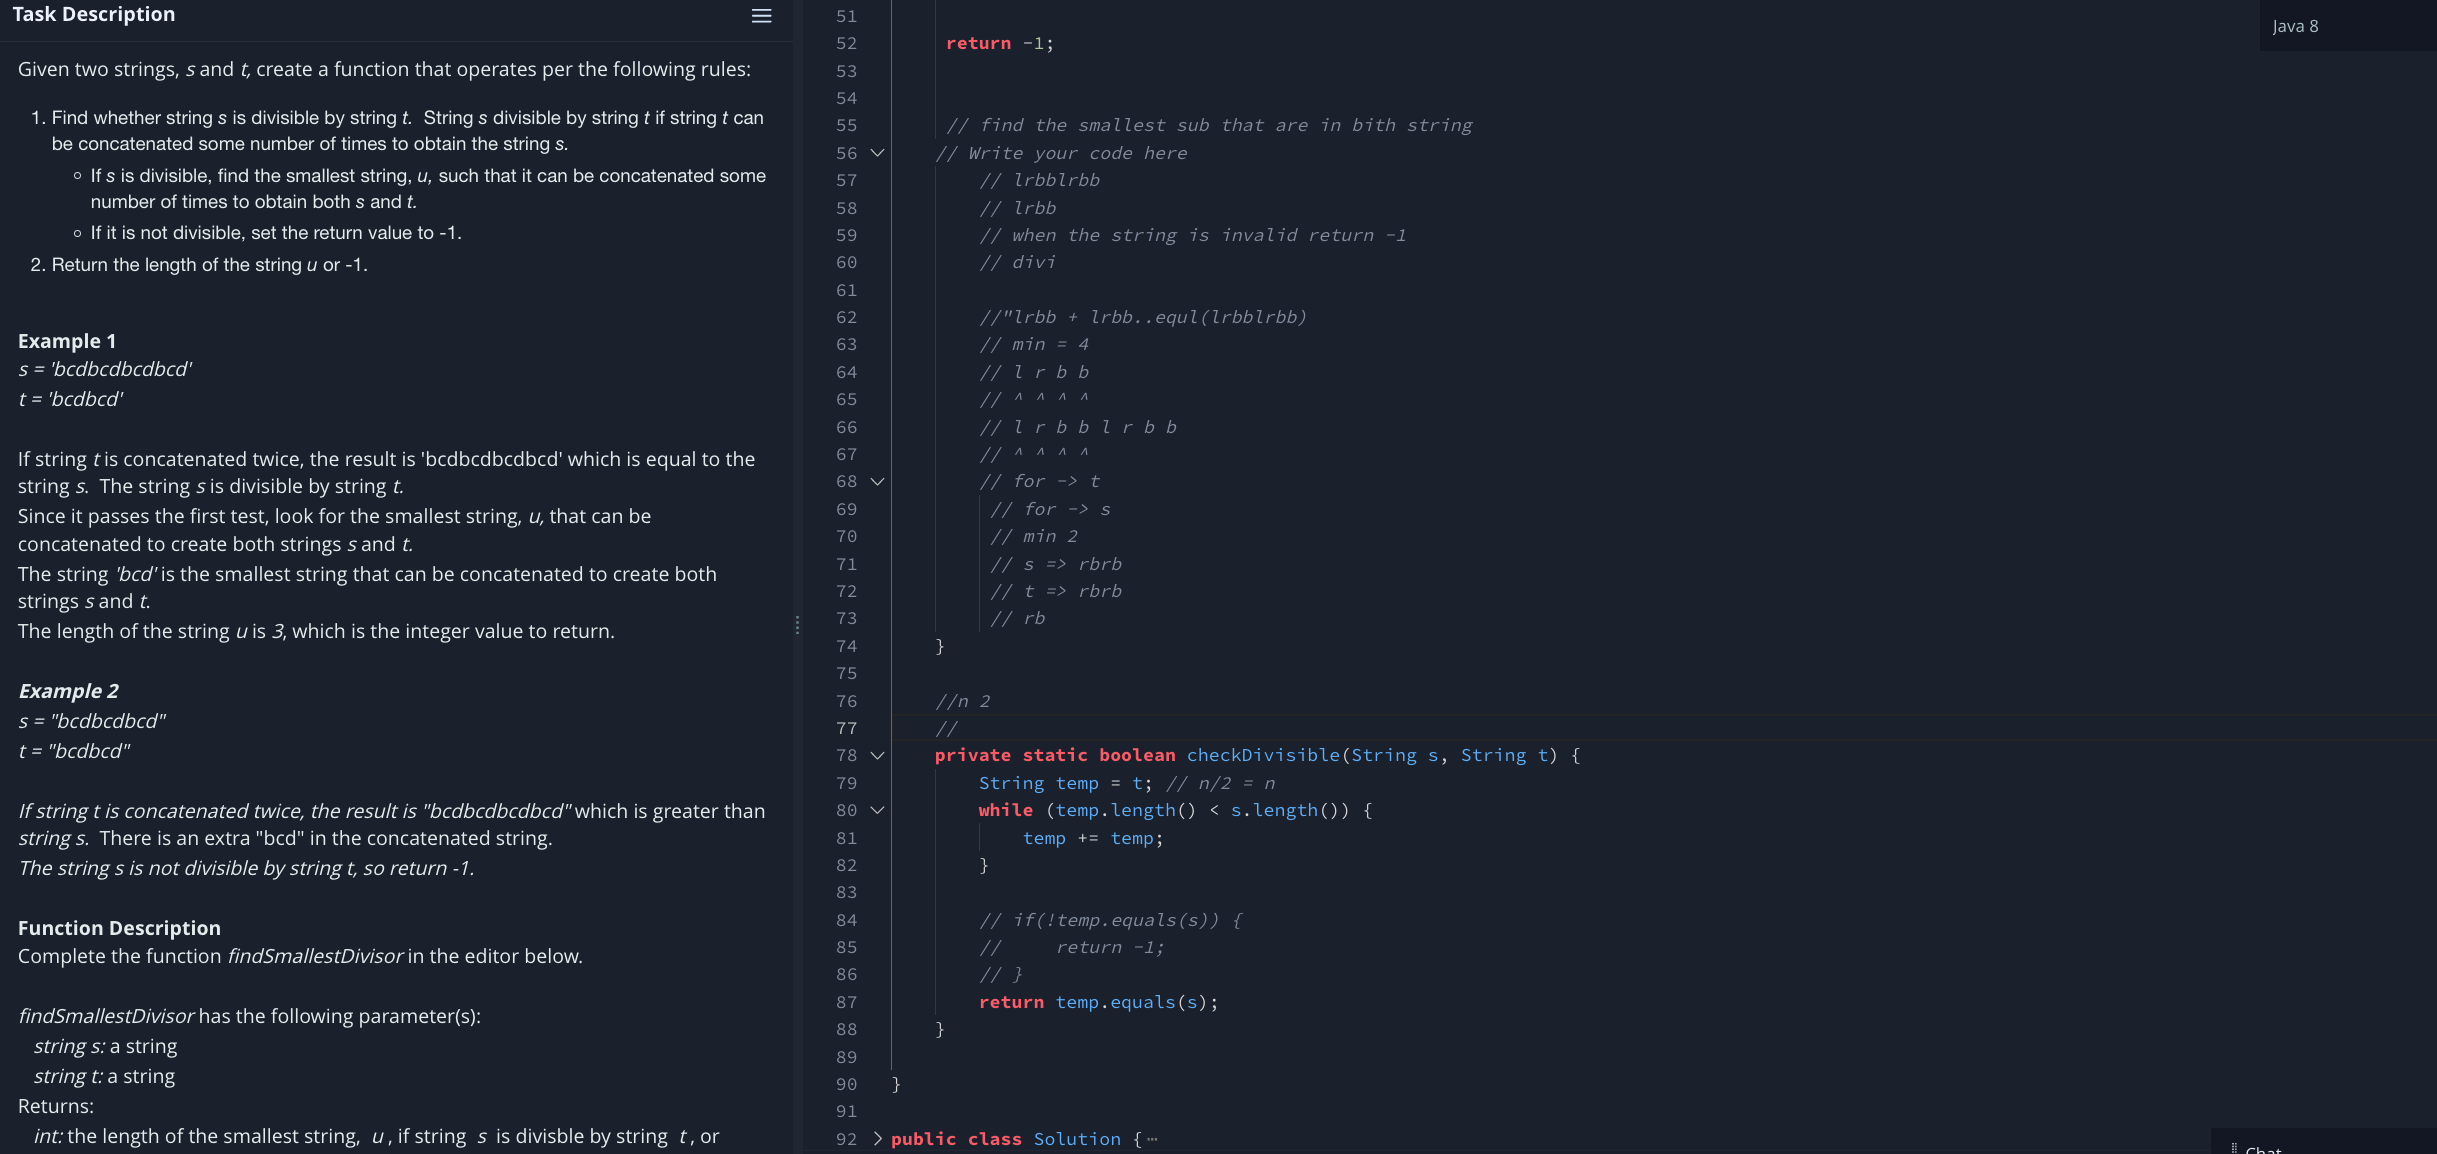 Task Description
Given two strings, s and t, create a function that operates per the following rules:
1. Find whether string s is divisible by string t.  String s divisible by string t if string t can
be concatenated some number of times to obtain the string s.
If s is divisible, find the smallest string, u, such that it can be concatenated some
number of times to obtain both s and t.
If it is not divisible, set the return value to -1.
2. Return the length of the string u or -1.
Example 1
s = 'bcdbcdbcdbcd'
t = 'bcdbcd'
If string t is concatenated twice, the result is 'bcdbcdbcdbcd' which is equal to the
string s.  The string s is divisible by string t.
Since it passes the first test, look for the smallest string, u, that can be
concatenated to create both strings s and t.
The string 'bcd' is the smallest string that can be concatenated to create both
strings s and t.
The length of the string u is 3, which is the integer value to return.
Example 2
s = "bcdbcdbcd"
t = "bcdbcd"
If string t is concatenated twice, the result is "bcdbcdbcdbcd" which is greater than
string s.  There is an extra "bcd" in the concatenated string.
The string s is not divisible by string t, so return -1.
Function Description
Complete the function findSmallestDivisor in the editor below.
findSmallestDivisor has the following parameter(s):
string s: a string
string t: a string
Returns:
int: the length of the smallest string,  u , if string  s  is divisble by string  t , or
Java 8
51
52 return -1;
53
54
55 // find the smallest sub that are in bith string
56 // Write your code here
57 // lrbblrbb
58 // lrbb
59 // when the string is invalid return -1
60 // divi
61
62 //"lrbb + lrbb..equl(lrbblrbb)
63 // min = 4
64 // l r b b
65 // ^ ^ ^ ^
66 // l r b b l r b b
67 // ^ ^ ^ ^
68 // for -> t
69 // for -> s
70 // min 2
71 // s => rbrb
72 // t => rbrb
73 // rb
74 }
75
76 //n 2
77 //
78 private static boolean checkDivisible(String s, String t) {
79 String temp = t; // n/2 = n
80 while (temp.length() < s.length()) {
81 temp += temp;
82 }
83
84 // if(!temp.equals(s)) {
85 //     return -1;
86 // }
87 return temp.equals(s);
88 }
89
90 }
91
92 public class Solution {⋯
Chat